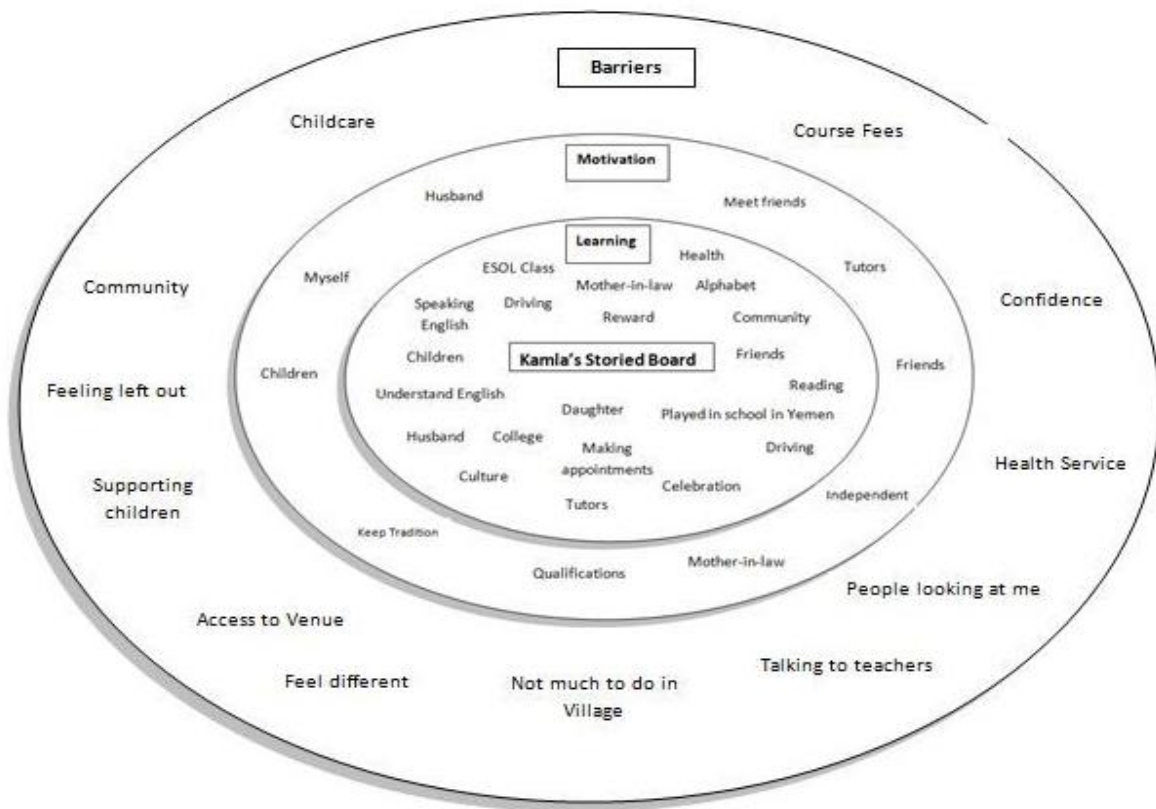 Barriers
Childcare
Course Fees
Motivation
Husband
Meet friends
Learning
Health
ESOL Class
Tutors
Myself
Mother-in-law
Alphabet
Community
Confidence
Speaking
English
Driving
Reward
Community
Children
Kamla's Storied Board
Friends
Friends
Children
Feeling left out
Understand English
Reading
Daughter
Played in school in Yemen
Husband
College
Making
appointments
Driving
Health Service
Culture
Celebration
Supporting
children
Tutors
Independent
Keep Tradition
Qualifications
Mother-in-law
People looking at me
Access to Venue
Talking to teachers
Feel different
Not much to do in
Village